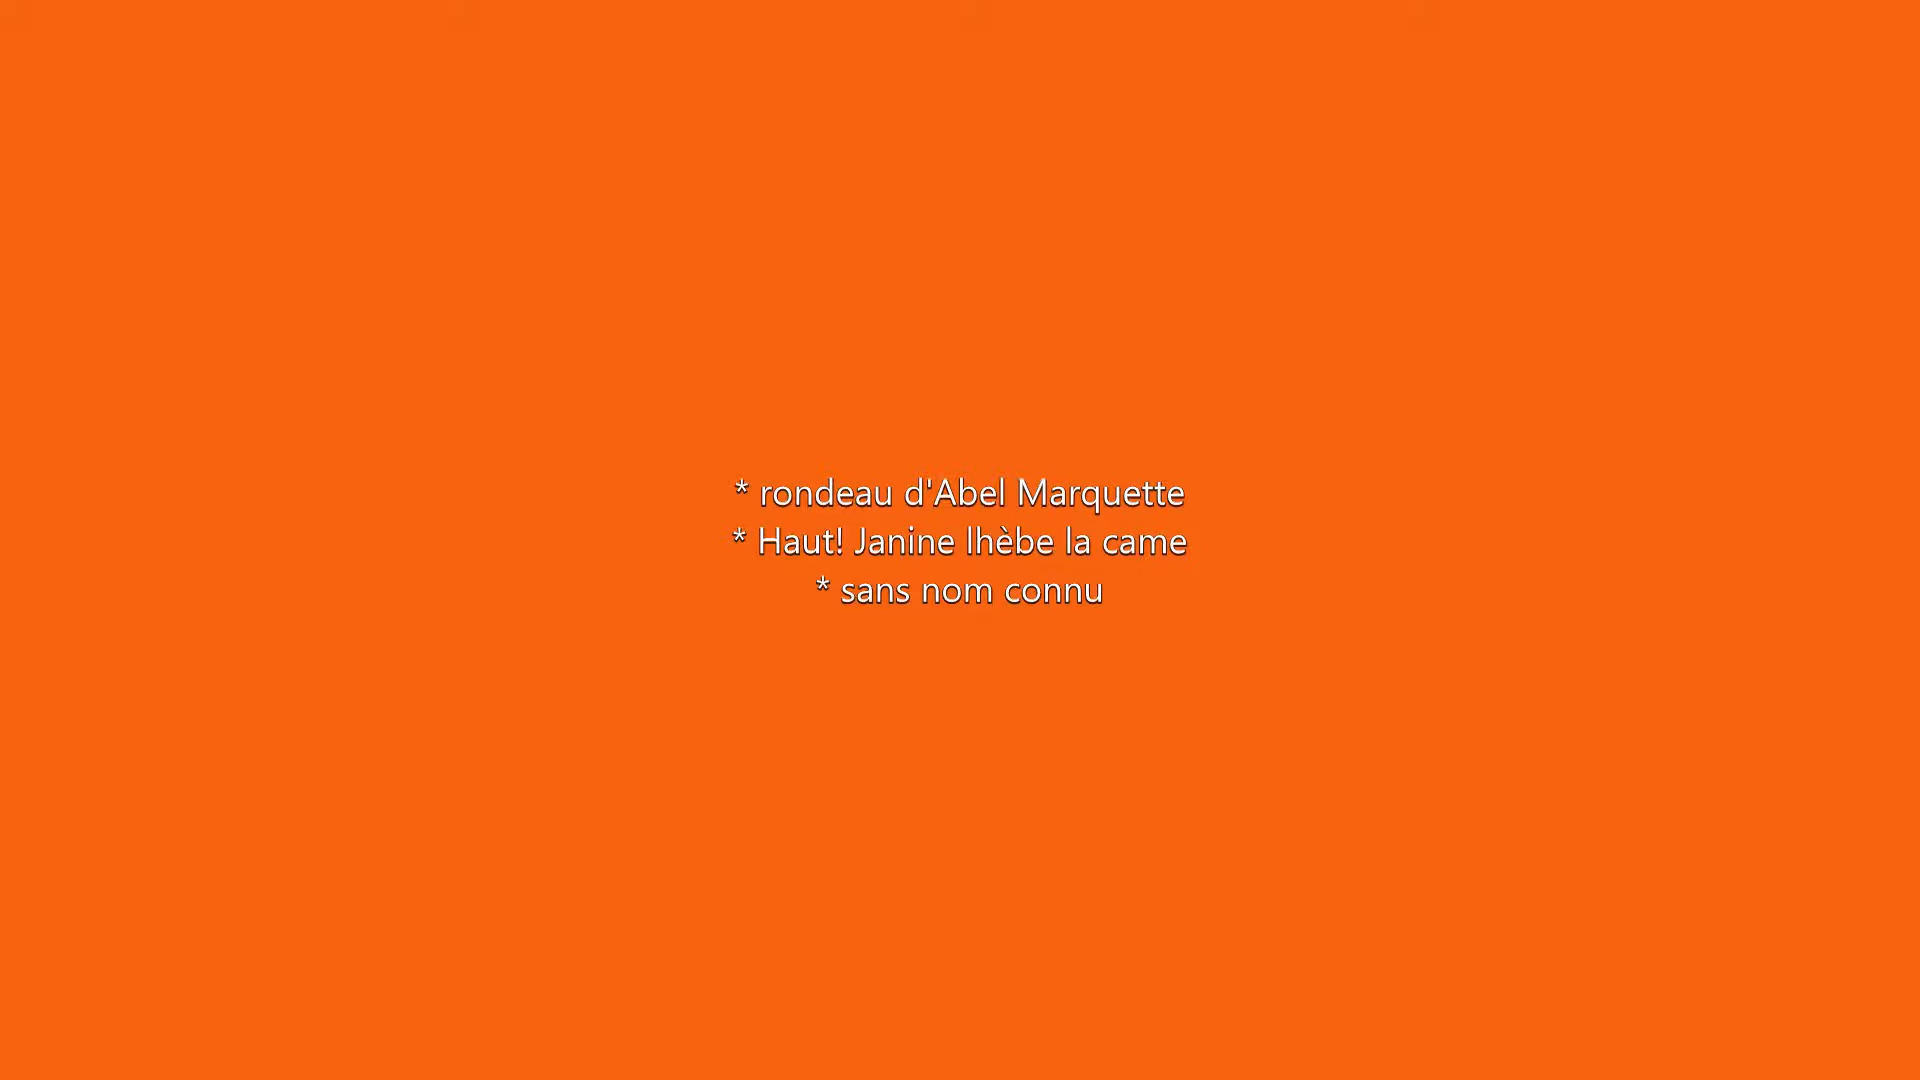 * rondeau d'Abel Marquette
* Haut! Janine lhèbe la came
* sans nom connu